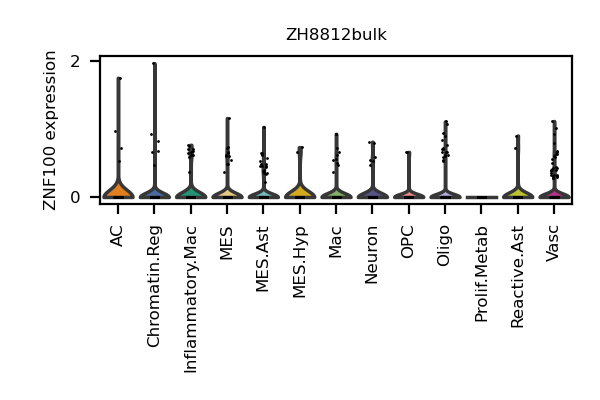 ZH8812bulk
ZNF100 expression
2
0
AC
Chromatin.Reg
Inflammatory.Mac
MES
MES.Ast
MES.Hyp
Mac
Neuron
OPC
Oligo
Prolif.Metab
Reactive.Ast
Vasc